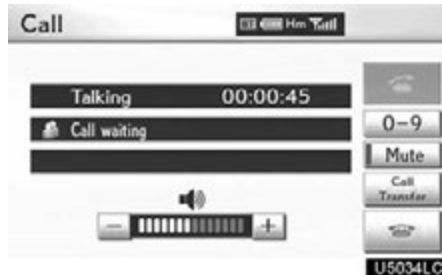 Call
Hm
Talking 00:00:45
Call waiting
0-9
Mute
Call
Transfer
− +
U5034LC